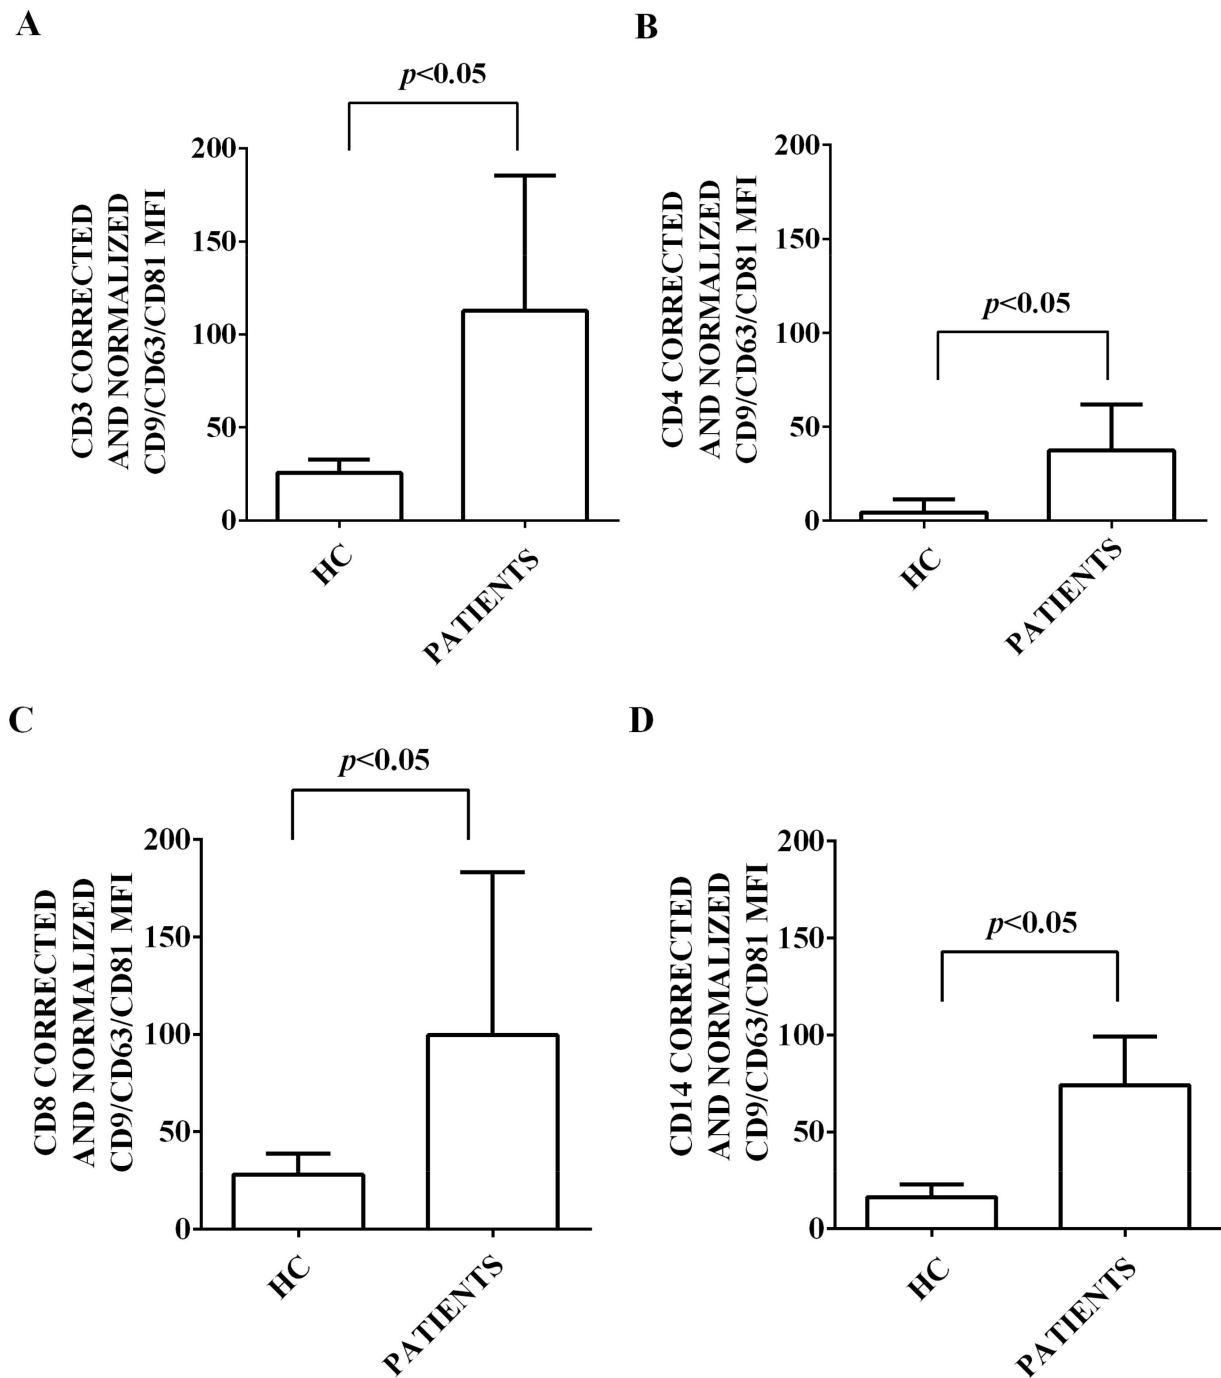 A
p<0.05
CD3 CORRECTED
AND NORMALIZED
CD9/CD63/CD81 MFI
200
150
100
50
0
HC
PATIENTS
B
p<0.05
CD4 CORRECTED
AND NORMALIZED
CD9/CD63/CD81 MFI
200
150
100
50
0
HC
PATIENTS
C
p<0.05
CD8 CORRECTED
AND NORMALIZED
CD9/CD63/CD81 MFI
200
150
100
50
0
HC
PATIENTS
D
p<0.05
CD14 CORRECTED
AND NORMALIZED
CD9/CD63/CD81 MFI
200
150
100
50
0
HC
PATIENTS